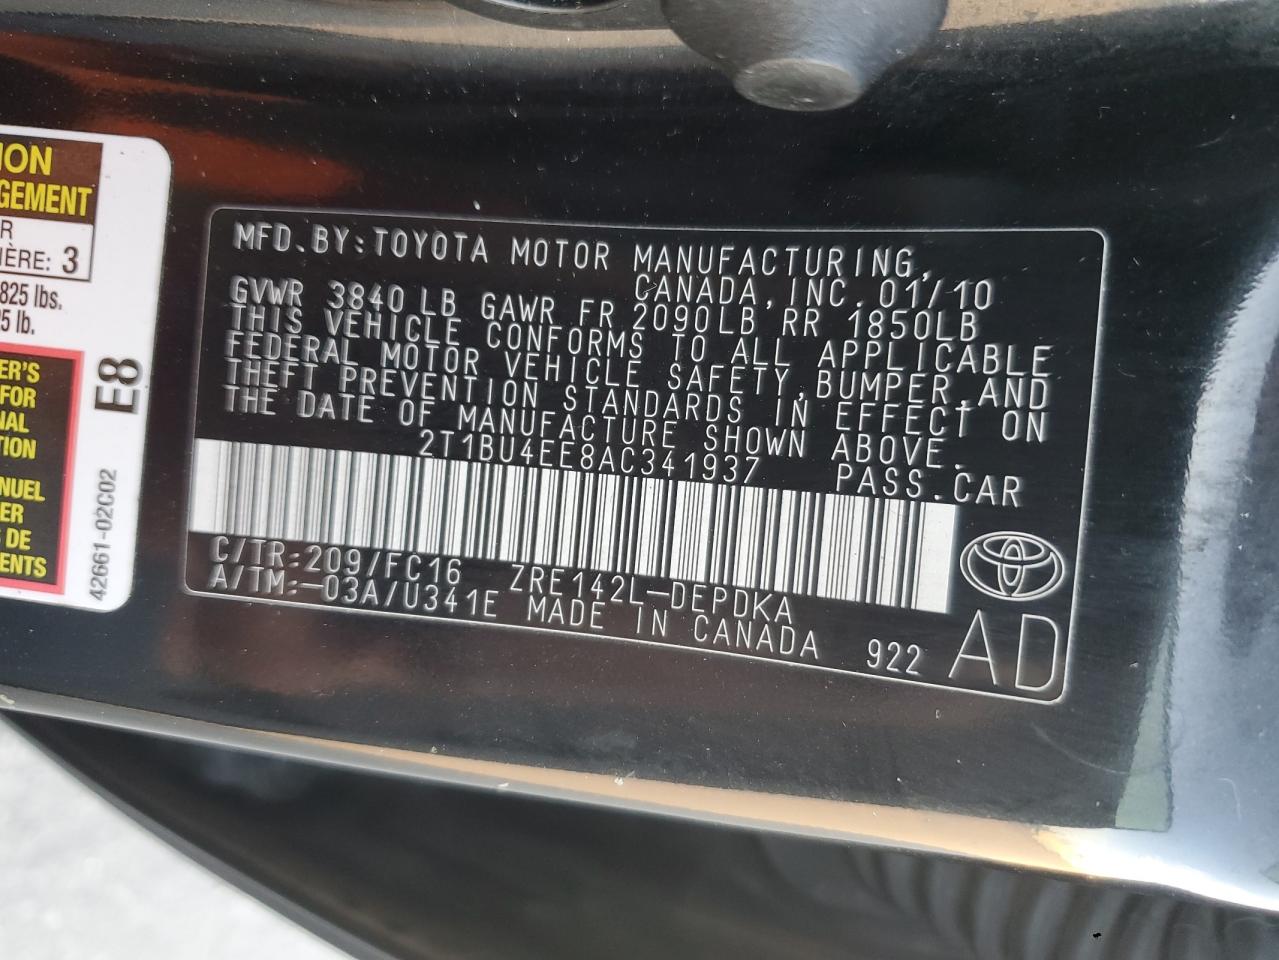 ION
GEMENT
R
IÈRE: 3
825 lbs.
5 lb.
ER'S
FOR
NAL
T
NUEL
ER
DE
ENTS
E8
42661-02C02
MFD.BY:TOYOTA MOTOR MANUFACTURING,
CANADA,INC.01/10
GVWR 3840LB GAWR FR 2090LB RR 1850LB
THIS VEHICLE CONFORMS TO ALL APPLICABLE
FEDERAL MOTOR VEHICLE SAFETY,BUMPER,AND
THEFT PREVENTION STANDARDS IN EFFECT ON
THE DATE OF MANUFACTURE SHOWN ABOVE.
2T1BU4EE8AC341937 PASS.CAR
C/TR:209/FC16 ZRE142L-DEPDKA
A/TM:-03A/U341E MADE IN CANADA 922
AD